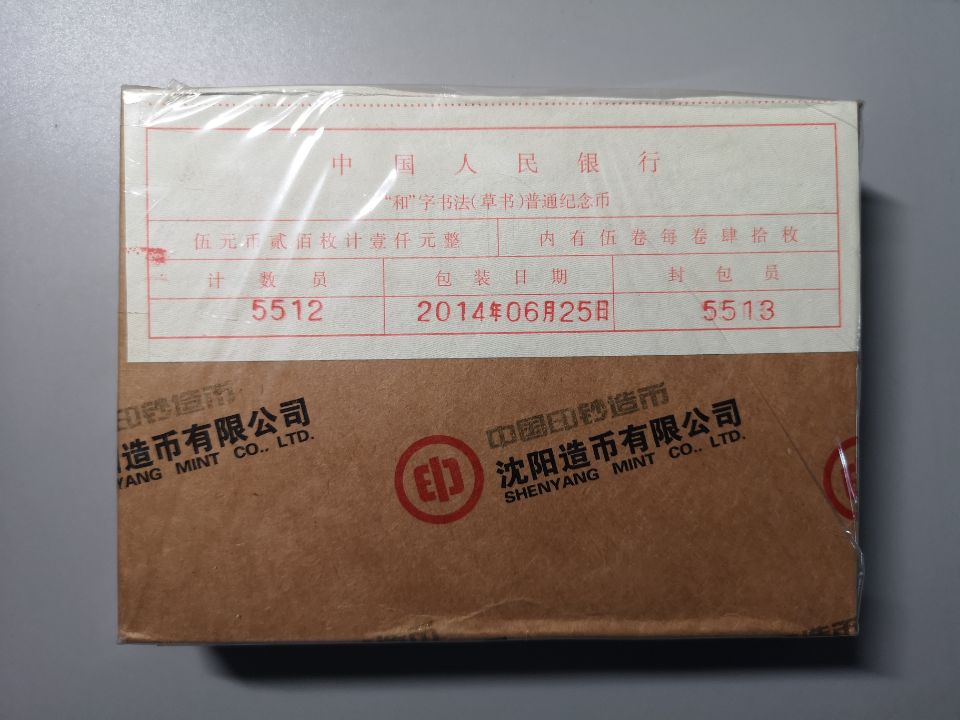 中国人民银行
“和”字书法(草书)普通纪念币
伍元币贰佰枚计壹仟元整 内有伍卷每卷肆拾枚
计数员 包装日期 封包员
5512 2014年06月25日 5513
中国印钞造币
沈阳造币有限公司
SHENYANG MINT CO., LTD.
印钞造币
造币有限公司
YANG MINT CO., LTD.